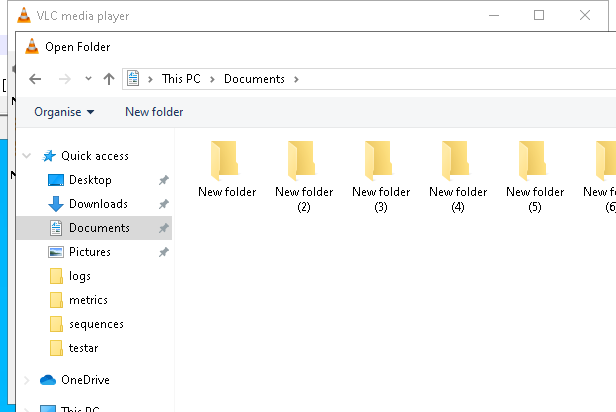 VLC media player
Open Folder
This PC
Documents
Organise
New folder
Quick access
Desktop
Downloads
Documents
Pictures
logs
metrics
sequences
testar
OneDrive
This PC
New folder
New folder
(2)
New folder
(3)
New folder
(4)
New folder
(5)
New fo
(6)